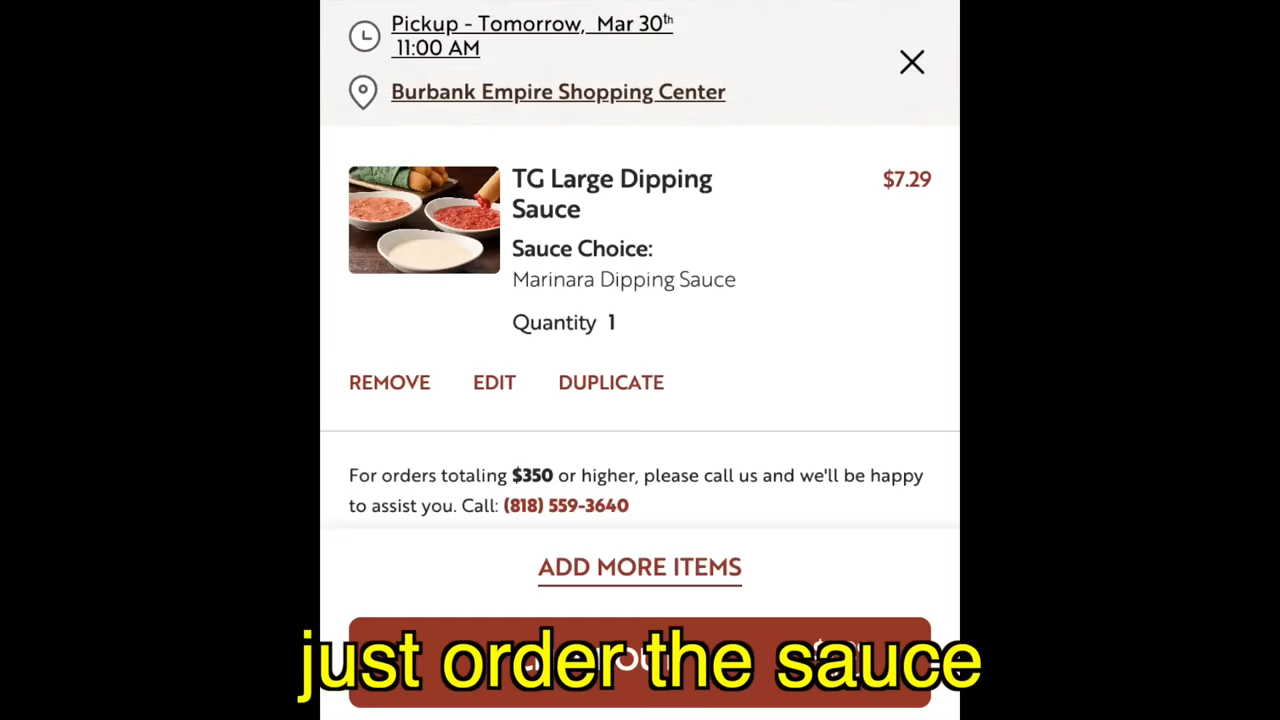 Pickup - Tomorrow, Mar 30th
11:00 AM
Burbank Empire Shopping Center
TG Large Dipping
Sauce
$7.29
Sauce Choice:
Marinara Dipping Sauce
Quantity 1
REMOVE EDIT DUPLICATE
For orders totaling $350 or higher, please call us and we'll be happy
to assist you. Call: (818) 559-3640
ADD MORE ITEMS
just order the sauce